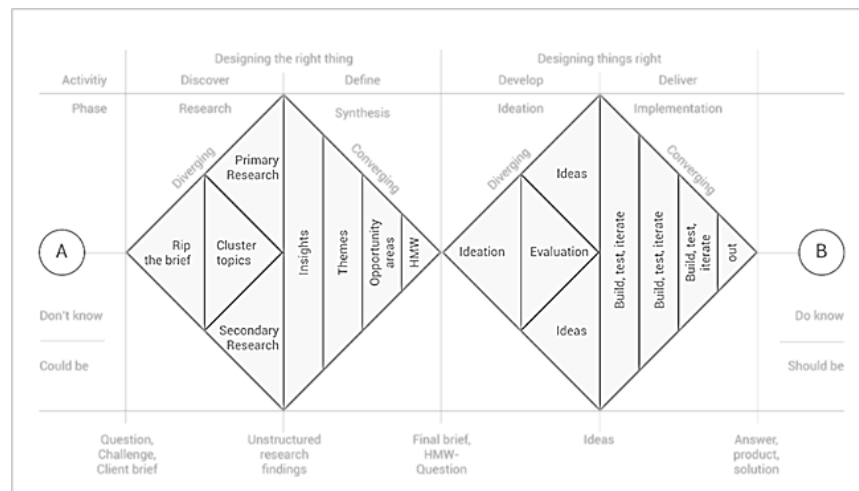 Designing the right thing
Designing things right
Activitiy
Discover
Define
Develop
Deliver
Phase
Research
Synthesis
Ideation
Implementation
Diverging
Converging
Diverging
Converging
A
Rip
the brief
Cluster
topics
Primary
Research
Secondary
Research
Insights
Themes
Opportunity
areas
HMW
Ideation
Evaluation
Ideas
Ideas
Build, test, iterate
Build, test, iterate
Build, test,
iterate
out
B
Don't know
Could be
Do know
Should be
Question,
Challenge,
Client brief
Unstructured
research
findings
Final brief,
HMW-
Question
Ideas
Answer,
product,
solution